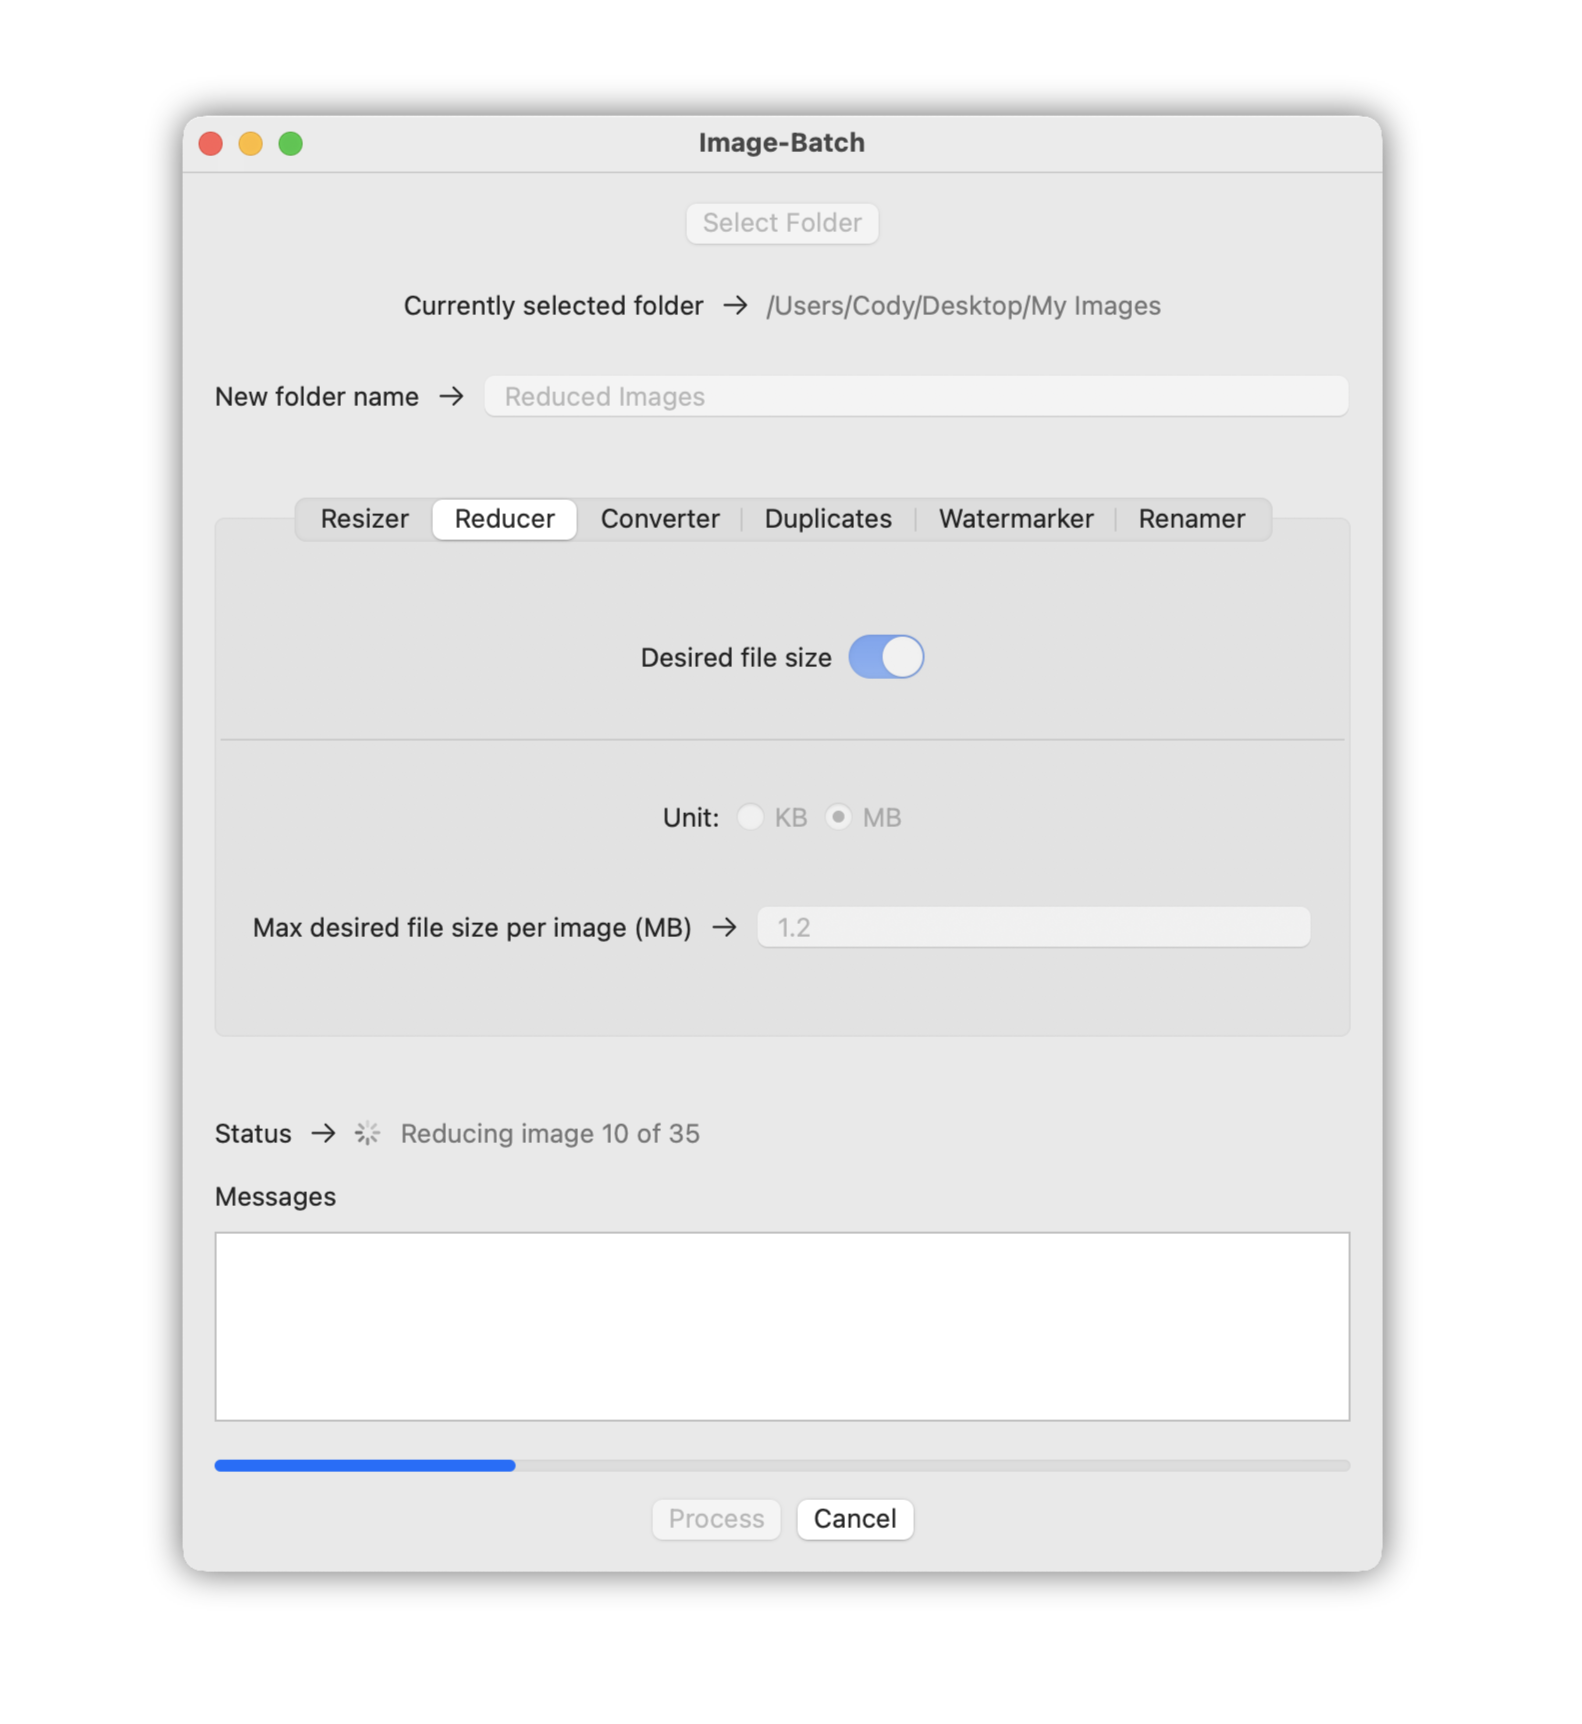 Image-Batch
Select Folder
Currently selected folder → /Users/Cody/Desktop/My Images
New folder name → Reduced Images
Resizer Reducer Converter Duplicates Watermarker Renamer
Desired file size
Unit: KB MB
Max desired file size per image (MB) → 1.2
Status → Reducing image 10 of 35
Messages
Process Cancel